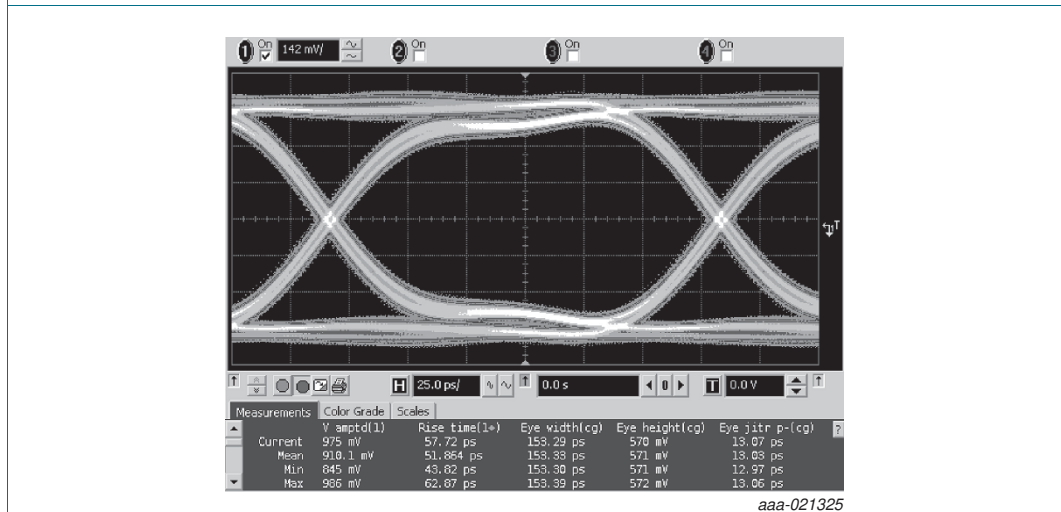 1 On 142 mV/ 2 On 3 On 4 On
T
H 25.0 ps/ 0.0 s 0 T 0.0 V
Measurements Color Grade Scales
V amptd(1) Rise time(1*) Eye width(cg) Eye height(cg) Eye jitr p-(cg) ?
Current 975 mV 57.72 ps 153.29 ps 570 mV 13.07 ps
Mean 910.1 mV 51.864 ps 153.33 ps 571 mV 13.03 ps
Min 845 mV 43.82 ps 153.30 ps 571 mV 12.97 ps
Max 986 mV 62.87 ps 153.39 ps 572 mV 13.06 ps
aaa-021325